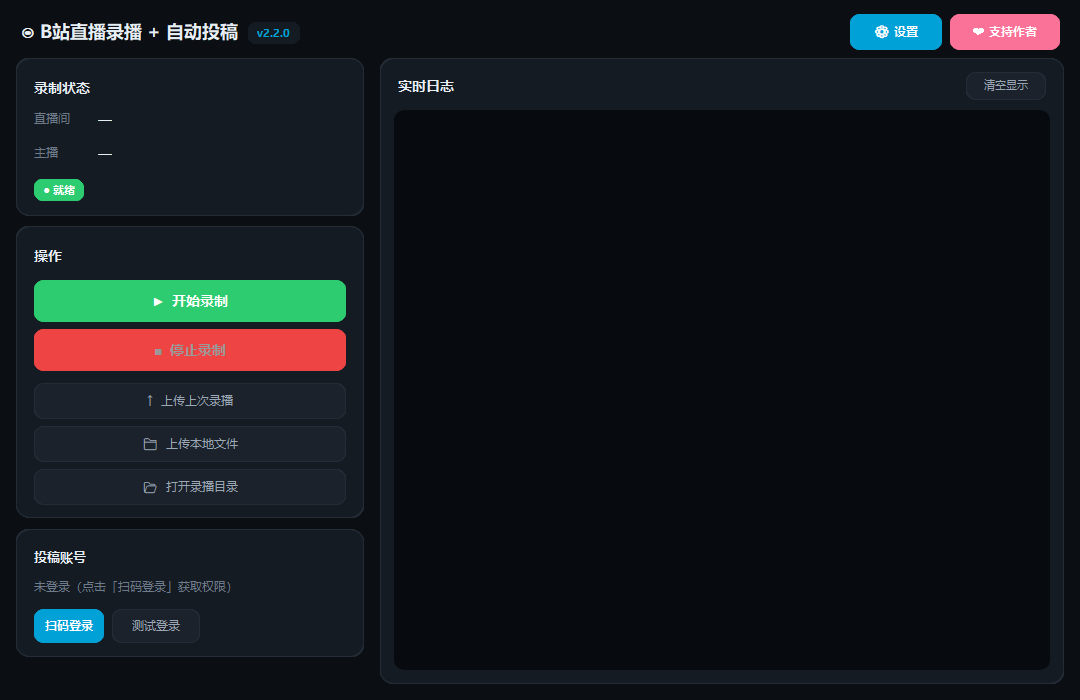 B站直播录播 + 自动投稿 v2.2.0
设置
支持作者
录制状态
直播间 —
主播 —
就绪
操作
开始录制
停止录制
上传上次录播
上传本地文件
打开录播目录
投稿账号
未登录（点击「扫码登录」获取权限）
扫码登录 测试登录
实时日志
清空显示